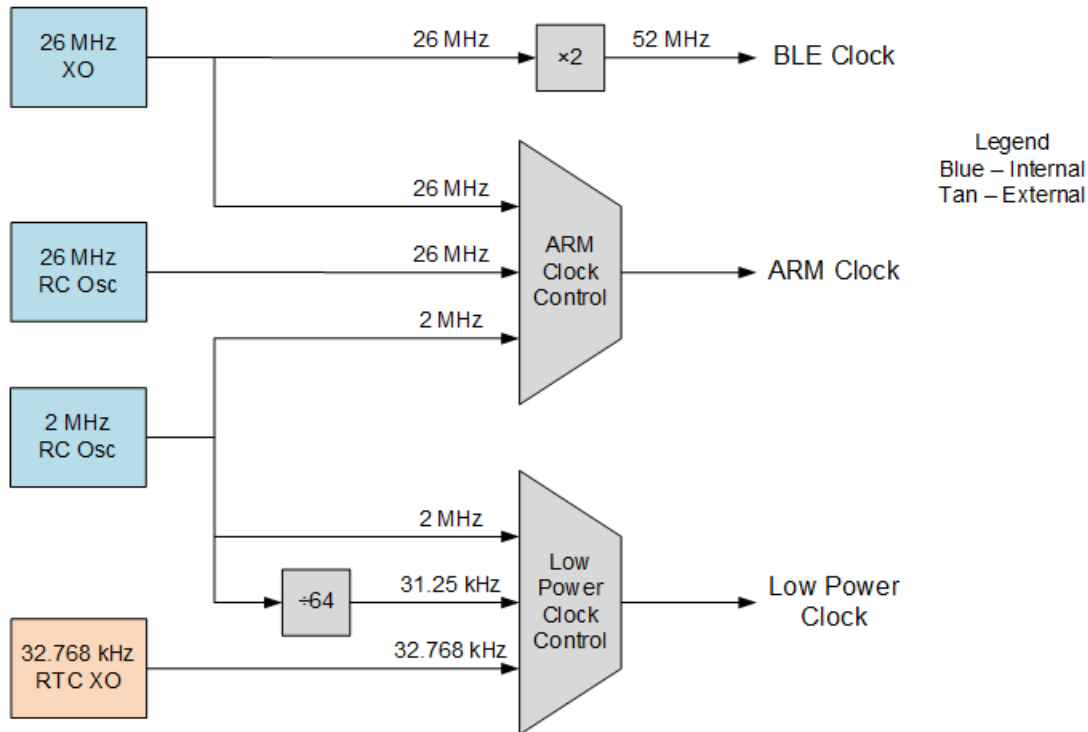 26 MHz
XO
26 MHz
×2
52 MHz
BLE Clock
Legend
Blue – Internal
Tan – External
26 MHz
26 MHz
RC Osc
26 MHz
2 MHz
ARM
Clock
Control
ARM Clock
2 MHz
RC Osc
2 MHz
÷64
31.25 kHz
32.768 kHz
Low
Power
Clock
Control
Low Power
Clock
32.768 kHz
RTC XO